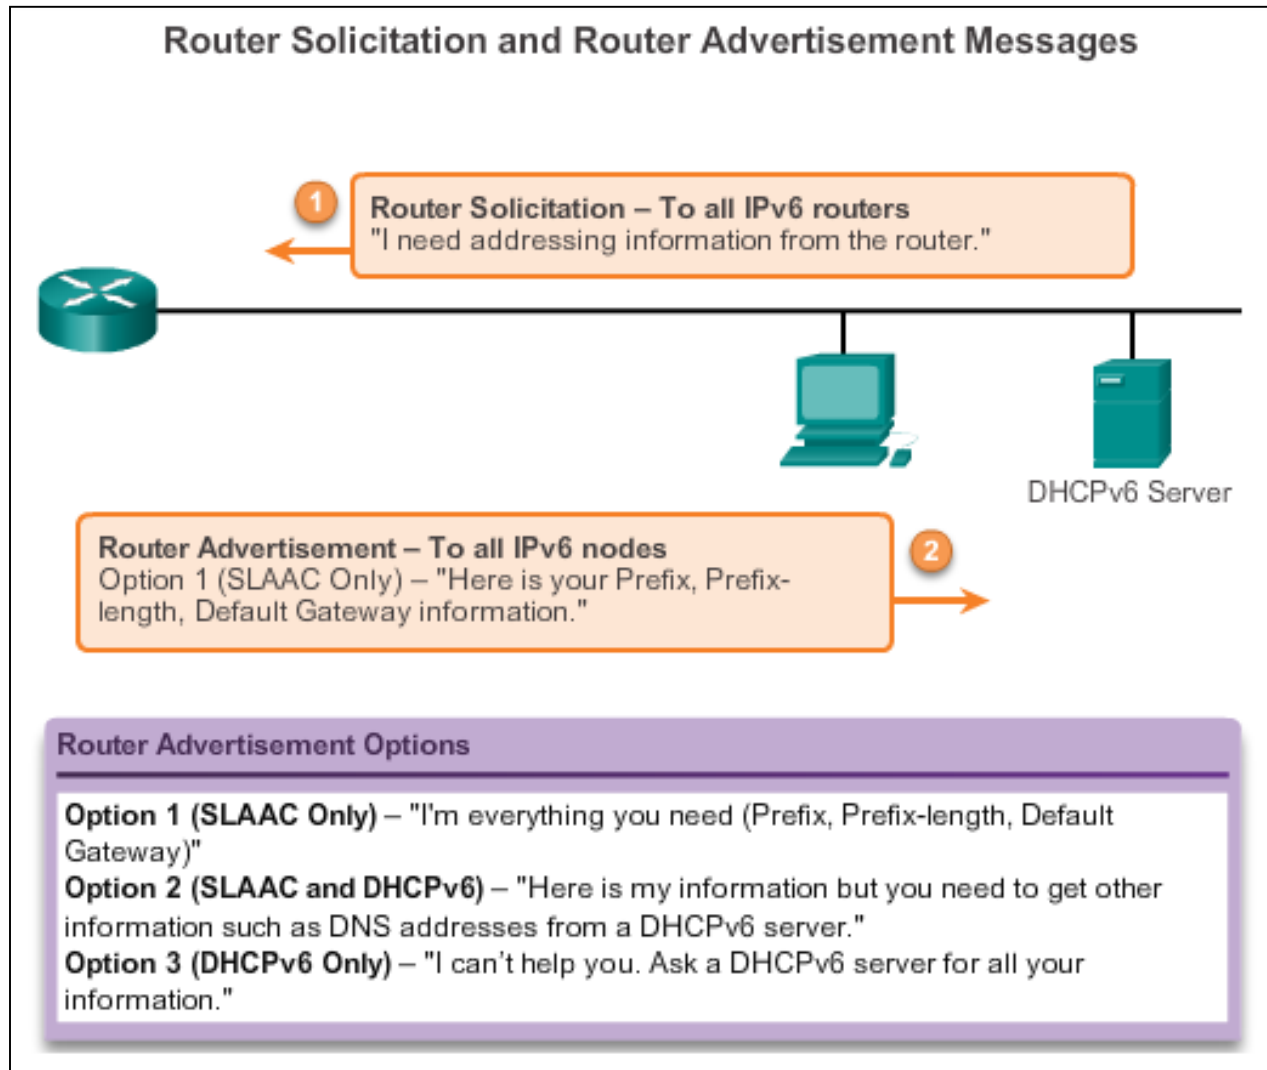 Router Solicitation and Router Advertisement Messages
1
Router Solicitation – To all IPv6 routers
"I need addressing information from the router."
DHCPv6 Server
Router Advertisement – To all IPv6 nodes
Option 1 (SLAAC Only) – "Here is your Prefix, Prefix-
length, Default Gateway information."
2
Router Advertisement Options
Option 1 (SLAAC Only) – "I'm everything you need (Prefix, Prefix-length, Default
Gateway)"
Option 2 (SLAAC and DHCPv6) – "Here is my information but you need to get other
information such as DNS addresses from a DHCPv6 server."
Option 3 (DHCPv6 Only) – "I can’t help you. Ask a DHCPv6 server for all your
information."